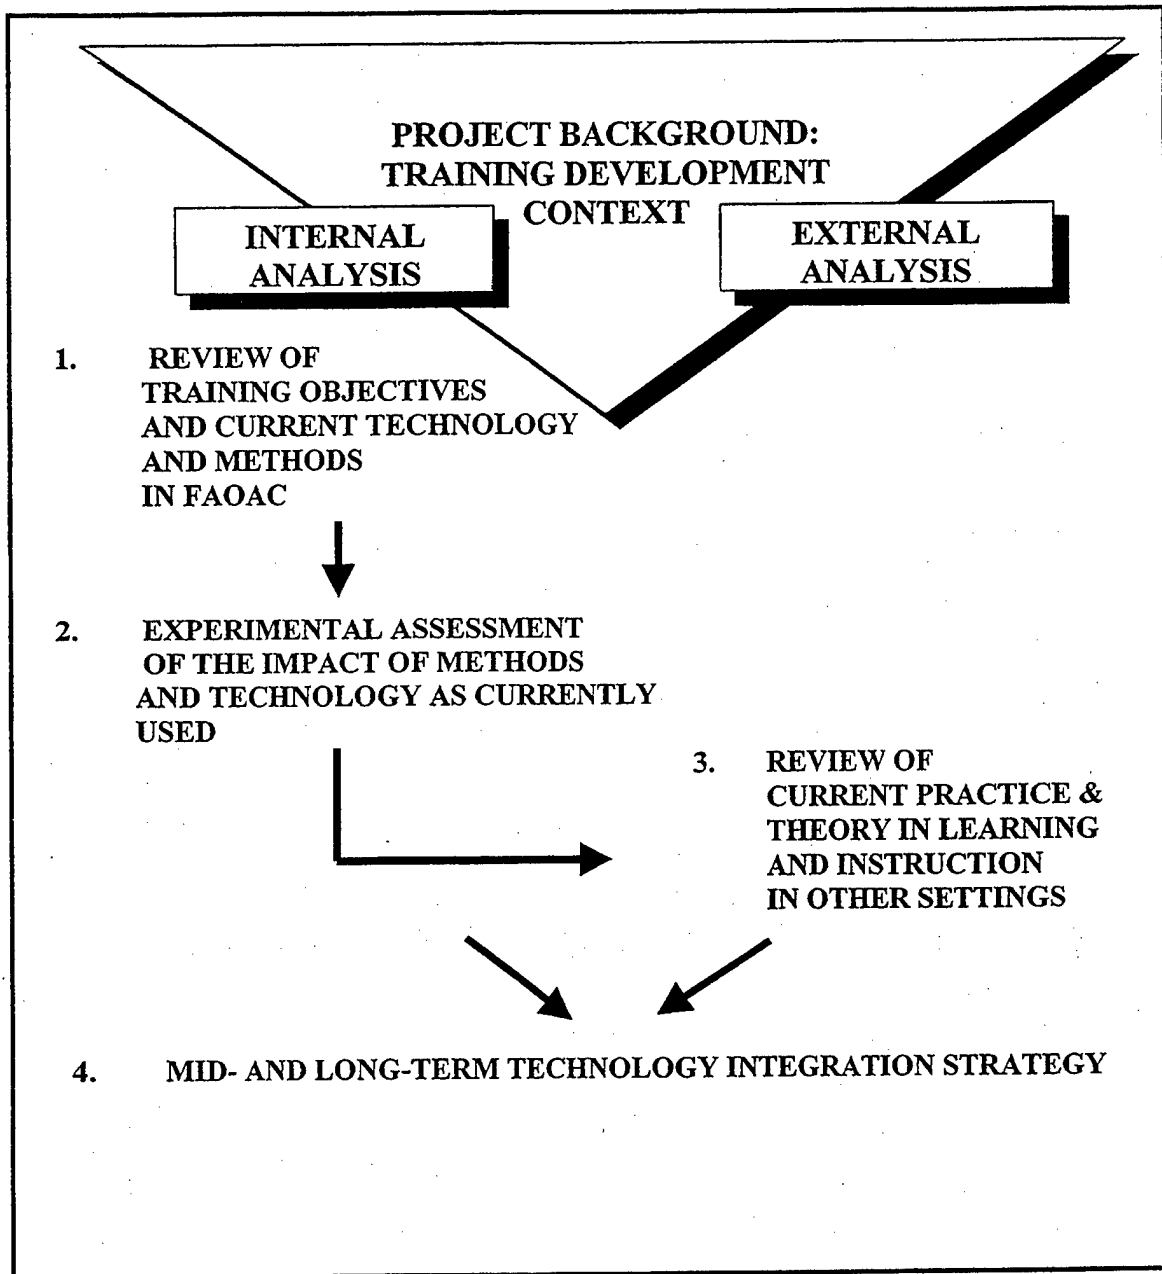 PROJECT BACKGROUND:
TRAINING DEVELOPMENT
CONTEXT
INTERNAL
ANALYSIS
EXTERNAL
ANALYSIS
1. REVIEW OF
TRAINING OBJECTIVES
AND CURRENT TECHNOLOGY
AND METHODS
IN FAOAC
2. EXPERIMENTAL ASSESSMENT
OF THE IMPACT OF METHODS
AND TECHNOLOGY AS CURRENTLY
USED
3. REVIEW OF
CURRENT PRACTICE &
THEORY IN LEARNING
AND INSTRUCTION
IN OTHER SETTINGS
4. MID- AND LONG-TERM TECHNOLOGY INTEGRATION STRATEGY